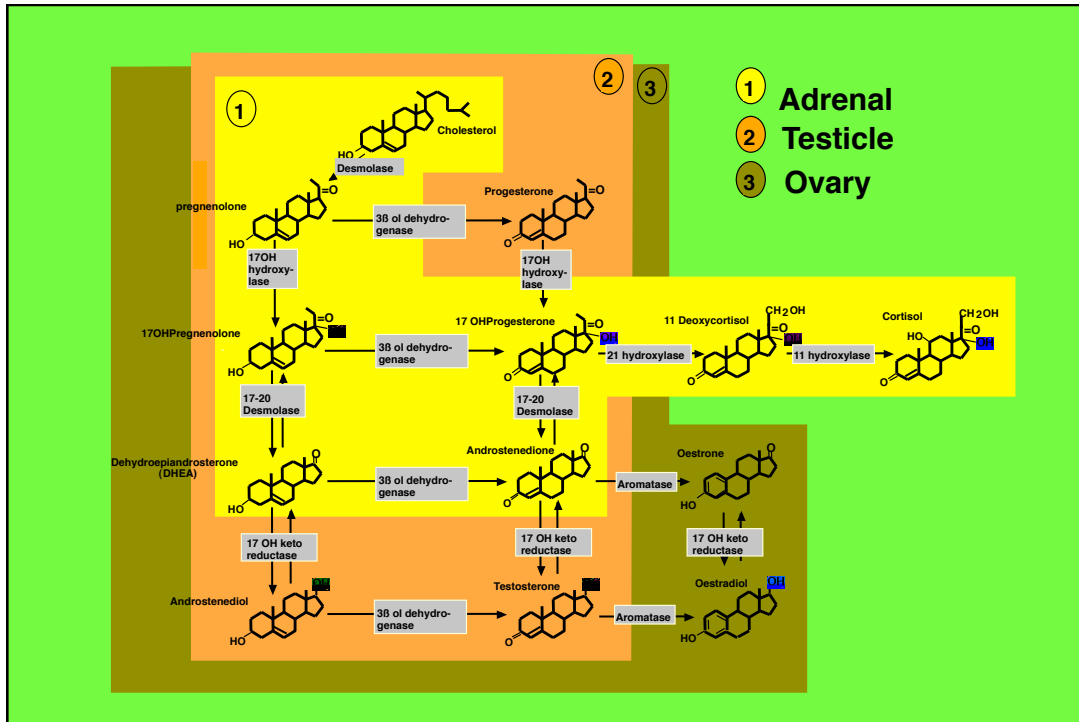 1
2
3
1
Adrenal
2
Testicle
3
Ovary
Cholesterol
HO
Desmolase
pregnenolone
=O
HO
3ß ol dehydro-
genase
Progesterone
=O
O
17OH
hydroxy-
lase
17OH
hydroxy-
lase
17OHPregnenolone
=O
HO
3ß ol dehydro-
genase
17 OHProgesterone
=O
OH
O
21 hydroxylase
11 Deoxycortisol
CH2OH
=O
OH
O
11 hydroxylase
Cortisol
CH2OH
=O
HO
OH
O
17-20
Desmolase
17-20
Desmolase
Dehydroepiandrosterone
(DHEA)
O
HO
3ß ol dehydro-
genase
Androstenedione
O
O
Aromatase
Oestrone
O
HO
17 OH keto
reductase
17 OH keto
reductase
17 OH keto
reductase
Androstenediol
OH
HO
3ß ol dehydro-
genase
Testosterone
O
Aromatase
Oestradiol
OH
HO